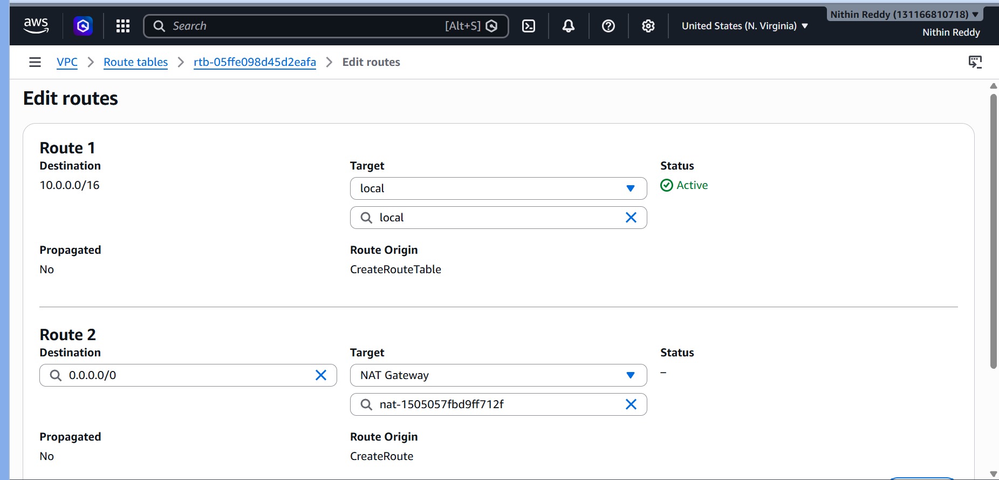 aws
Search
[Alt+S]
United States (N. Virginia)
Nithin Reddy (131166810718)
Nithin Reddy
VPC
Route tables
rtb-05ffe098d45d2eafa
Edit routes
Edit routes
Route 1
Destination
Target
Status
10.0.0.0/16
local
Active
local
Propagated
Route Origin
No
CreateRouteTable
Route 2
Destination
Target
Status
0.0.0.0/0
NAT Gateway
–
nat-1505057fbd9ff712f
Propagated
Route Origin
No
CreateRoute